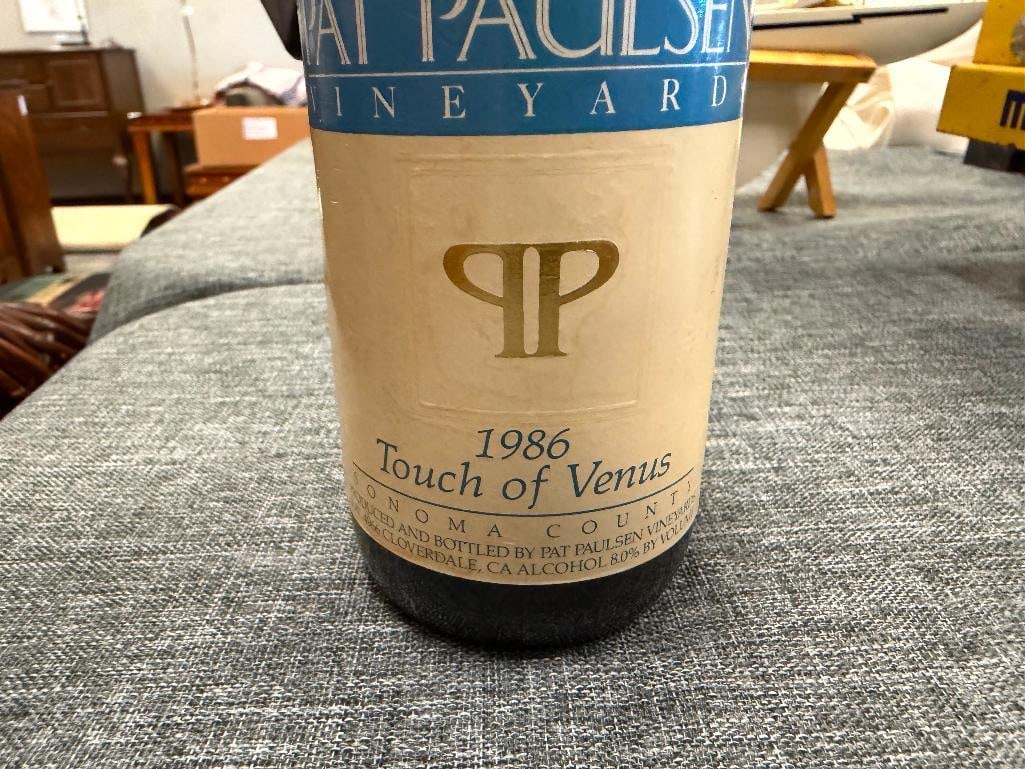 PAT PAULSEN
VINEYARD
PP
1986
Touch of Venus
SONOMA COUNTY
PRODUCED AND BOTTLED BY PAT PAULSEN VINEYARDS
CLOVERDALE, CA ALCOHOL 8.0% BY VOLUME